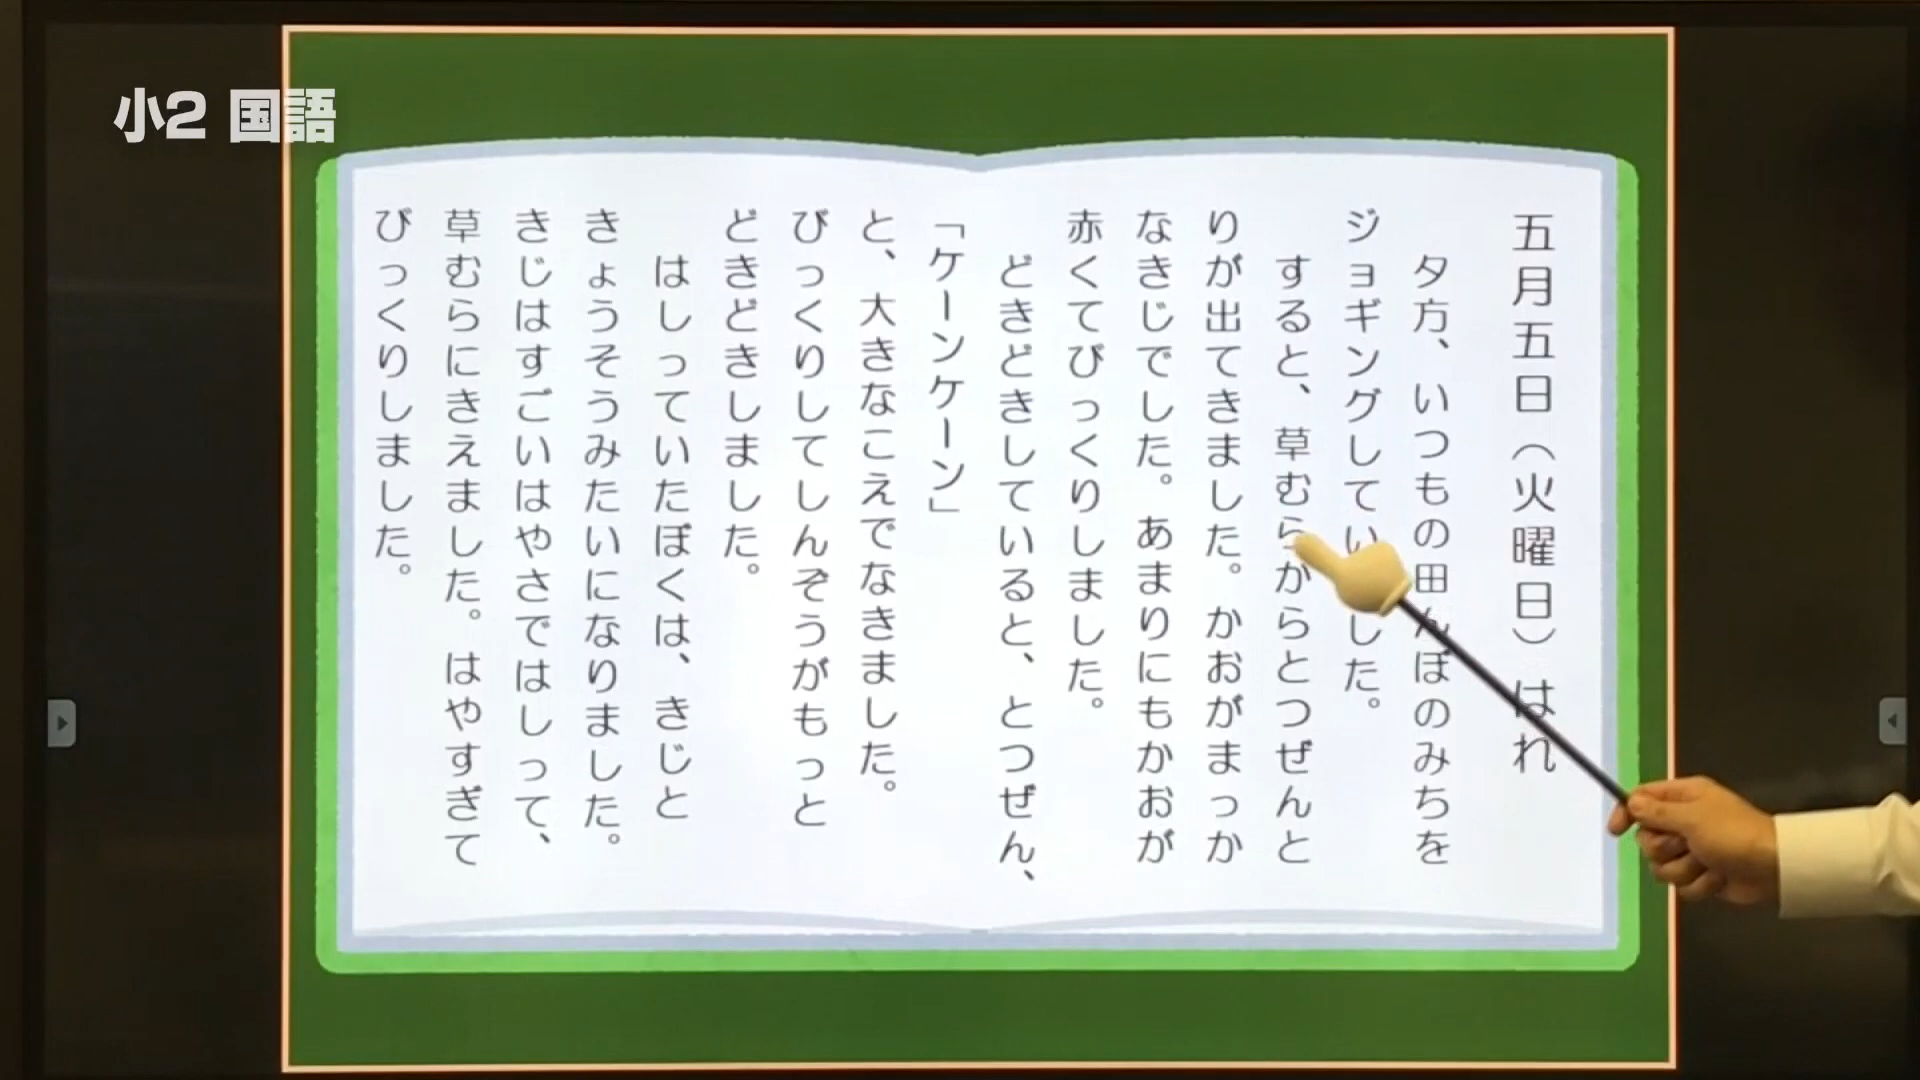 小2 国語
五月五日（火曜日）はれ
夕方、いつもの田んぼのみちを
ジョギングしていました。
すると、草むらからとつぜんと
りが出てきました。かおがまっか
なきじでした。あまりにもかおが
赤くてびっくりしました。
どきどきしていると、とつぜん、
「ケーンケーン」
と、大きなこえでなきました。
びっくりしてしんぞうがもっと
どきどきしました。
はしっていたぼくは、きじと
きょうそうみたいになりました。
きじはすごいはやさではしって、
草むらにきえました。はやすぎて
びっくりしました。